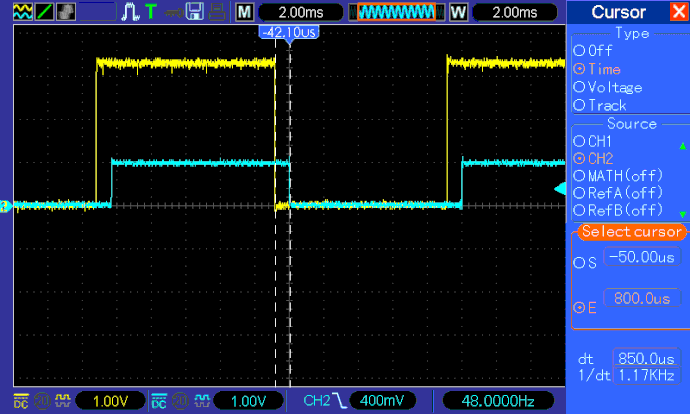 T M 2.00ms W 2.00ms
-42.10us
Cursor
Type
Off
Time
Voltage
Track
Source
CH1
CH2
MATH(off)
RefA(off)
RefB(off)
Select cursor
S -50.00us
E 800.0us
dt 850.0us
1/dt 1.17KHz
DC 20 1.00V DC 20 1.00V CH2 400mV 48.0000Hz